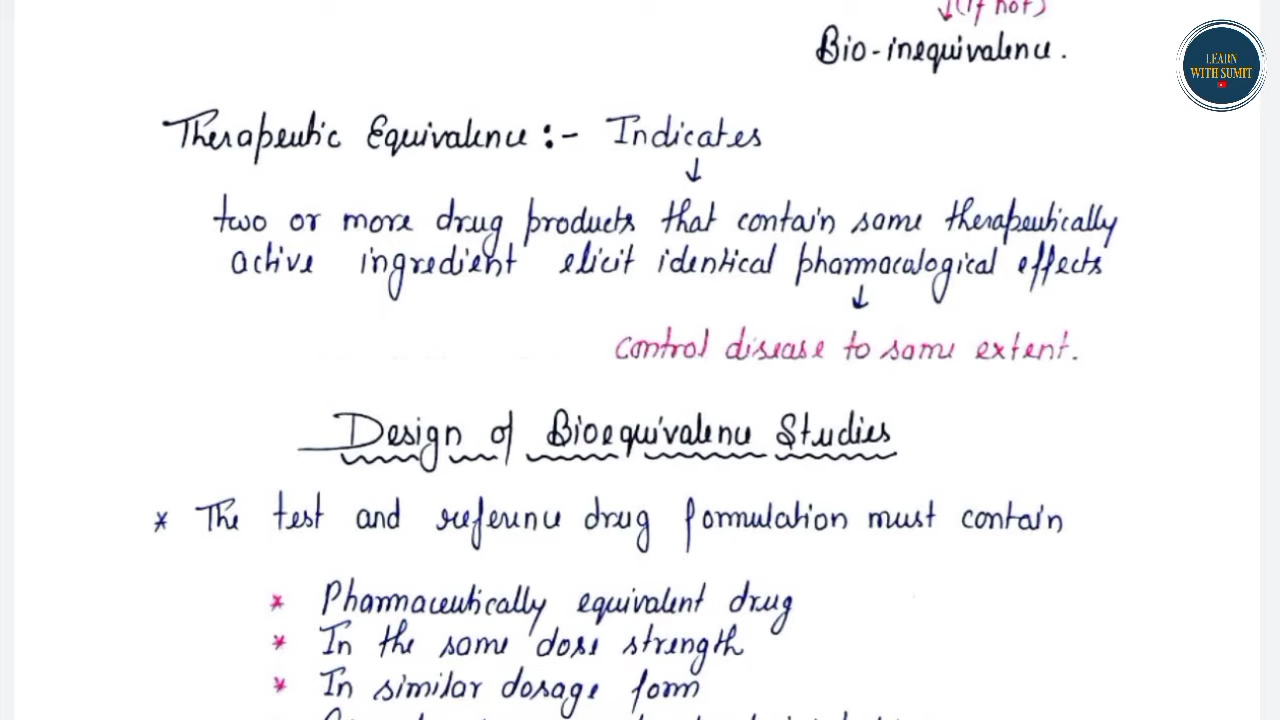 (If not)
Bio-inequivalence.
LEARN
WITH SUMIT
Therapeutic Equivalence :- Indicates
two or more drug products that contain same therapeutically
active ingredient elicit identical pharmacological effects
control disease to same extent.
Design of Bioequivalence Studies
* The test and reference drug formulation must contain
* Pharmaceutically equivalent drug
* In the same dose strength
* In similar dosage form